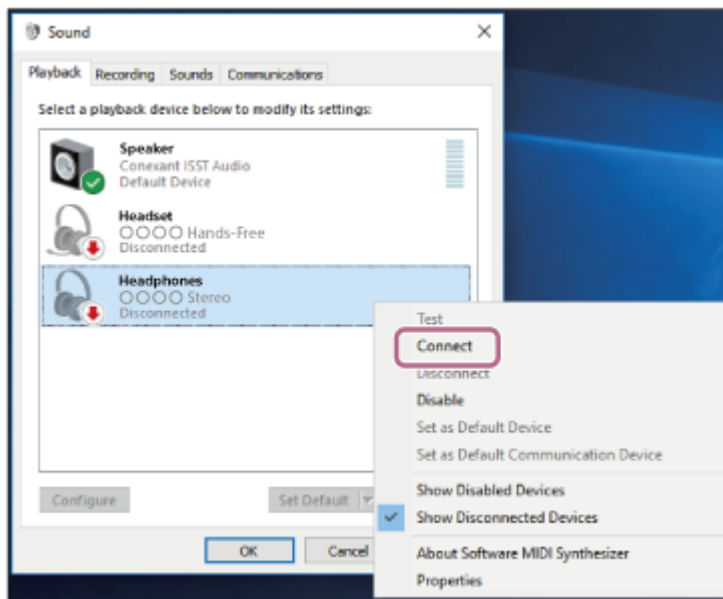 Sound
Playback Recording Sounds Communications
Select a playback device below to modify its settings:
Speaker
Conexant ISST Audio
Default Device
Headset
○○○○ Hands-Free
Disconnected
Headphones
○○○○ Stereo
Disconnected
Test
Connect
Disconnect
Disable
Set as Default Device
Set as Default Communication Device
Show Disabled Devices
Show Disconnected Devices
About Software MIDI Synthesizer
Properties
Configure Set Default
OK Cancel